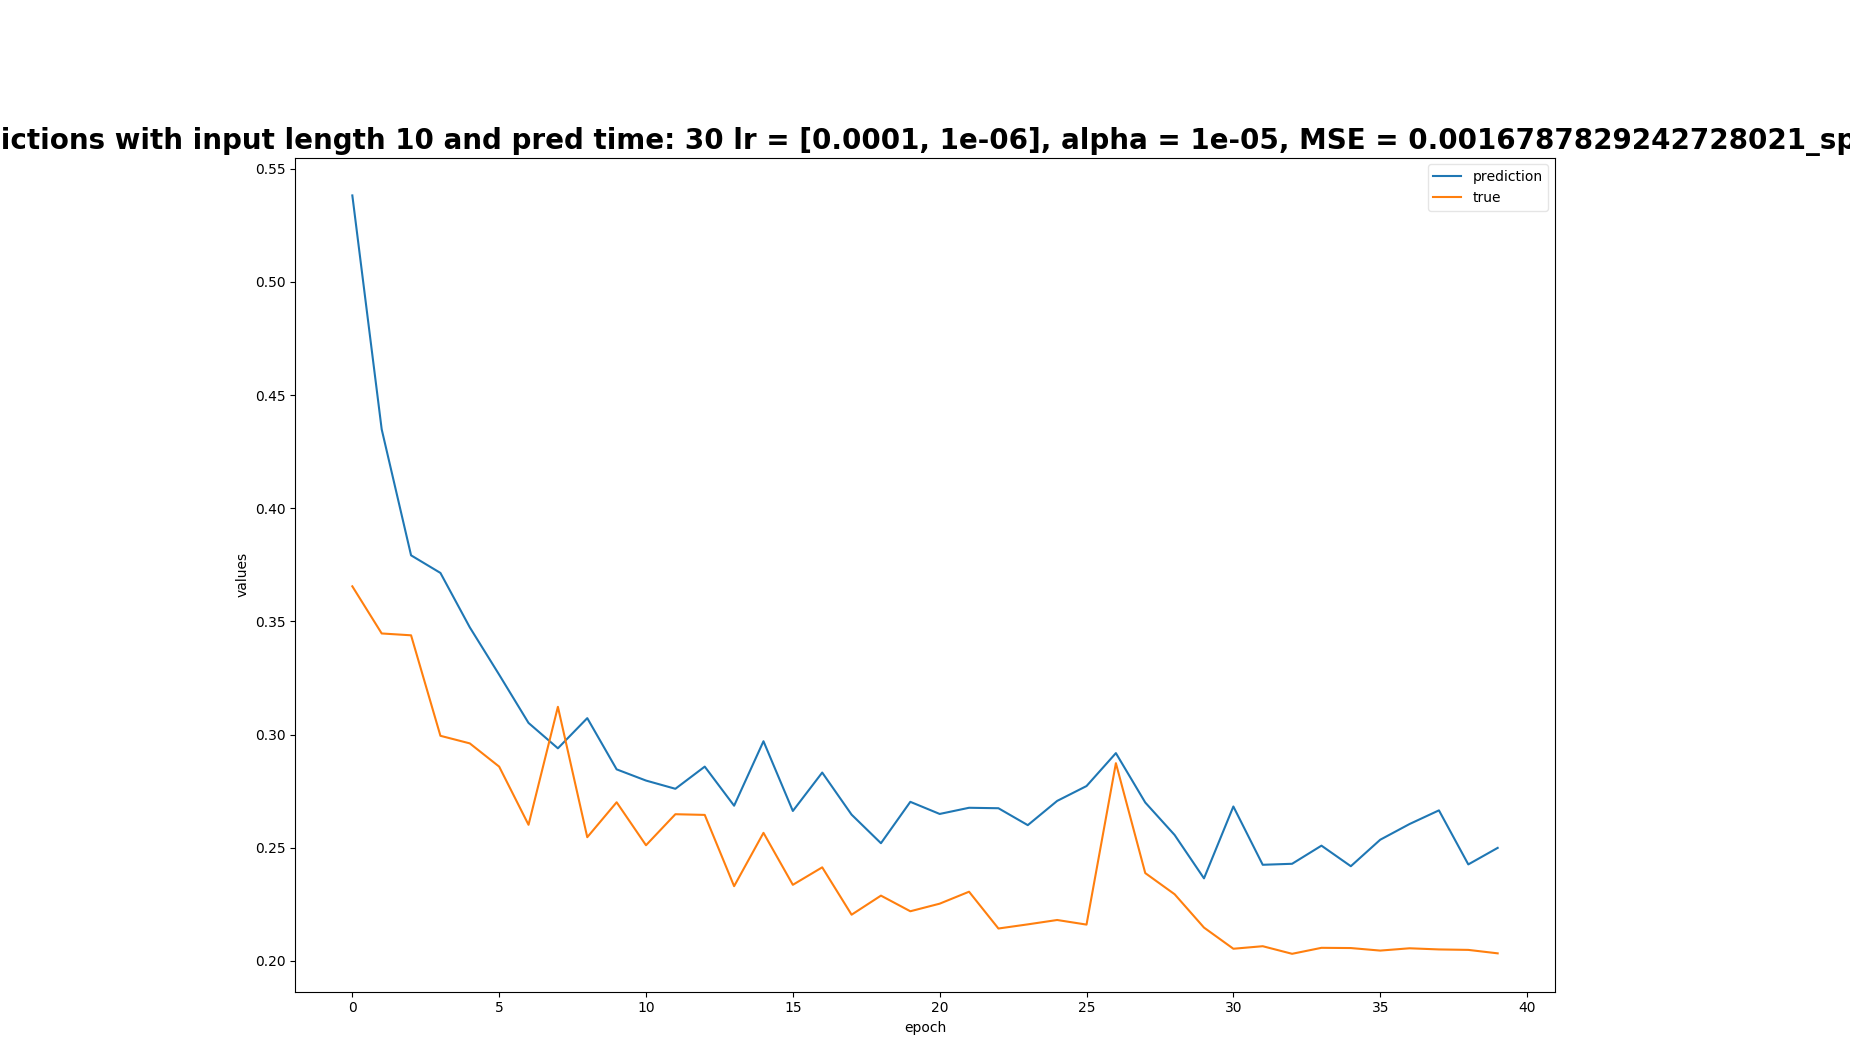 ictions with input length 10 and pred time: 30 lr = [0.0001, 1e-06], alpha = 1e-05, MSE = 0.0016787829242728021_sp
prediction
true
0.55
0.50
0.45
0.40
0.35
0.30
0.25
0.20
values
0 5 10 15 20 25 30 35 40
epoch